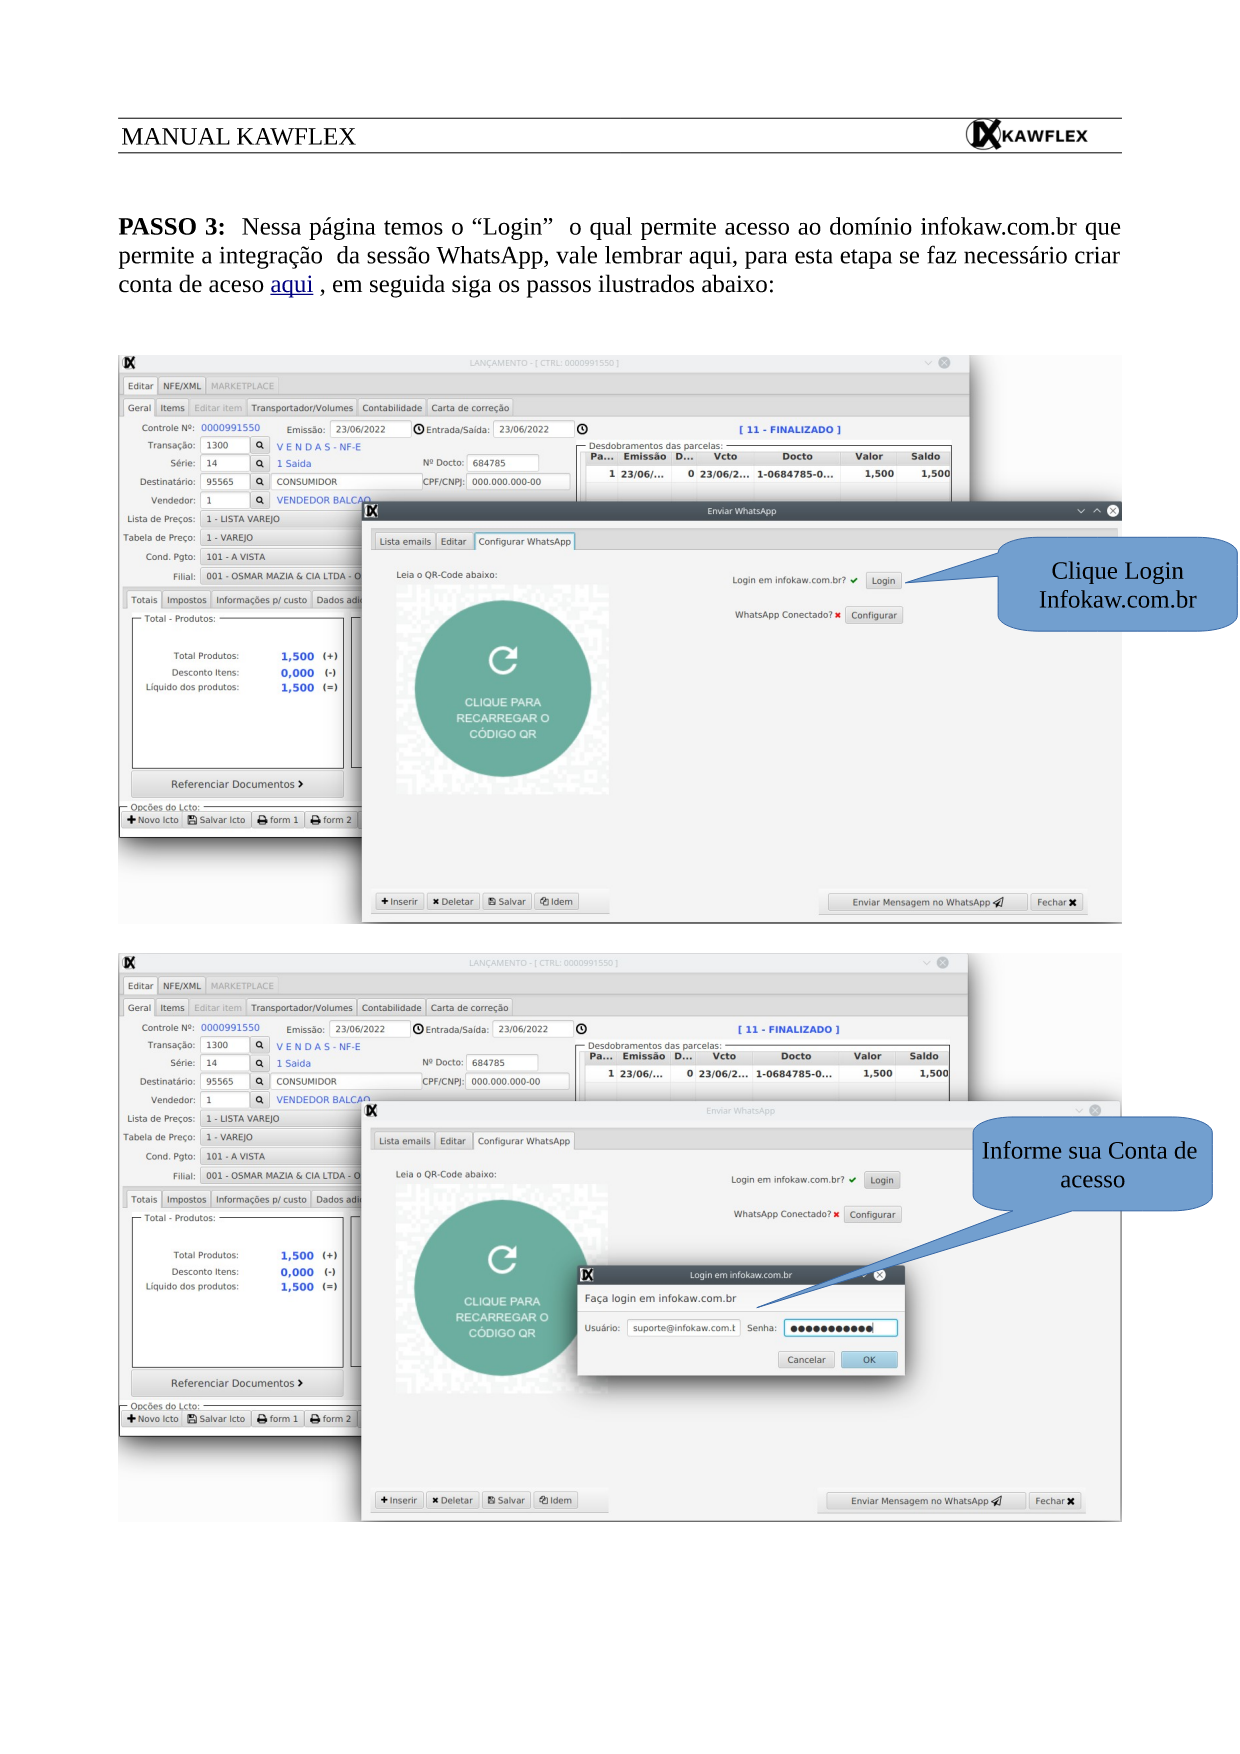 MANUAL KAWFLEX
KAWFLEX
PASSO 3: Nessa página temos o “Login” o qual permite acesso ao domínio infokaw.com.br que
permite a integração da sessão WhatsApp, vale lembrar aqui, para esta etapa se faz necessário criar
conta de aceso aqui , em seguida siga os passos ilustrados abaixo:
LANÇAMENTO - [ CTRL: 0000991550 ]
Editar NFE/XML MARKETPLACE
Geral Items Editar item Transportador/Volumes Contabilidade Carta de correção
Controle Nº: 0000991550 Emissão: 23/06/2022 Entrada/Saída: 23/06/2022 [ 11 - FINALIZADO ]
Transação: 1300 V E N D A S - NF-E Desdobramentos das parcelas:
Pa... Emissão D... Vcto Docto Valor Saldo
Série: 14 1 Saida Nº Docto: 684785
1 23/06/... 0 23/06/2... 1-0684785-0... 1,500 1,500
Destinatário: 95565 CONSUMIDOR CPF/CNPJ: 000.000.000-00
Vendedor: 1 VENDEDOR BALCAO
Lista de Preços: 1 - LISTA VAREJO
Tabela de Preço: 1 - VAREJO
Cond. Pgto: 101 - A VISTA
Filial: 001 - OSMAR MAZIA & CIA LTDA - O
Totais Impostos Informações p/ custo Dados adi
Total - Produtos:
Total Produtos: 1,500 (+)
Desconto Itens: 0,000 (-)
Líquido dos produtos: 1,500 (=)
Referenciar Documentos
Opções do Lcto:
Novo lcto Salvar lcto form 1 form 2
Enviar WhatsApp
Lista emails Editar Configurar WhatsApp
Leia o QR-Code abaixo:
Login em infokaw.com.br? Login
WhatsApp Conectado? Configurar
CLIQUE PARA
RECARREGAR O
CÓDIGO QR
Inserir Deletar Salvar Idem
Enviar Mensagem no WhatsApp Fechar
Clique Login
Infokaw.com.br
LANÇAMENTO - [ CTRL: 0000991550 ]
Editar NFE/XML MARKETPLACE
Geral Items Editar item Transportador/Volumes Contabilidade Carta de correção
Controle Nº: 0000991550 Emissão: 23/06/2022 Entrada/Saída: 23/06/2022 [ 11 - FINALIZADO ]
Transação: 1300 V E N D A S - NF-E Desdobramentos das parcelas:
Pa... Emissão D... Vcto Docto Valor Saldo
Série: 14 1 Saida Nº Docto: 684785
1 23/06/... 0 23/06/2... 1-0684785-0... 1,500 1,500
Destinatário: 95565 CONSUMIDOR CPF/CNPJ: 000.000.000-00
Vendedor: 1 VENDEDOR BALCAO
Lista de Preços: 1 - LISTA VAREJO
Tabela de Preço: 1 - VAREJO
Cond. Pgto: 101 - A VISTA
Filial: 001 - OSMAR MAZIA & CIA LTDA - O
Totais Impostos Informações p/ custo Dados adi
Total - Produtos:
Total Produtos: 1,500 (+)
Desconto Itens: 0,000 (-)
Líquido dos produtos: 1,500 (=)
Referenciar Documentos
Opções do Lcto:
Novo lcto Salvar lcto form 1 form 2
Enviar WhatsApp
Lista emails Editar Configurar WhatsApp
Leia o QR-Code abaixo:
Login em infokaw.com.br? Login
WhatsApp Conectado? Configurar
CLIQUE PARA
RECARREGAR O
CÓDIGO QR
Login em infokaw.com.br
Faça login em infokaw.com.br
Usuário: suporte@infokaw.com.b Senha: ●●●●●●●●●●●
Cancelar OK
Inserir Deletar Salvar Idem
Enviar Mensagem no WhatsApp Fechar
Informe sua Conta de
acesso